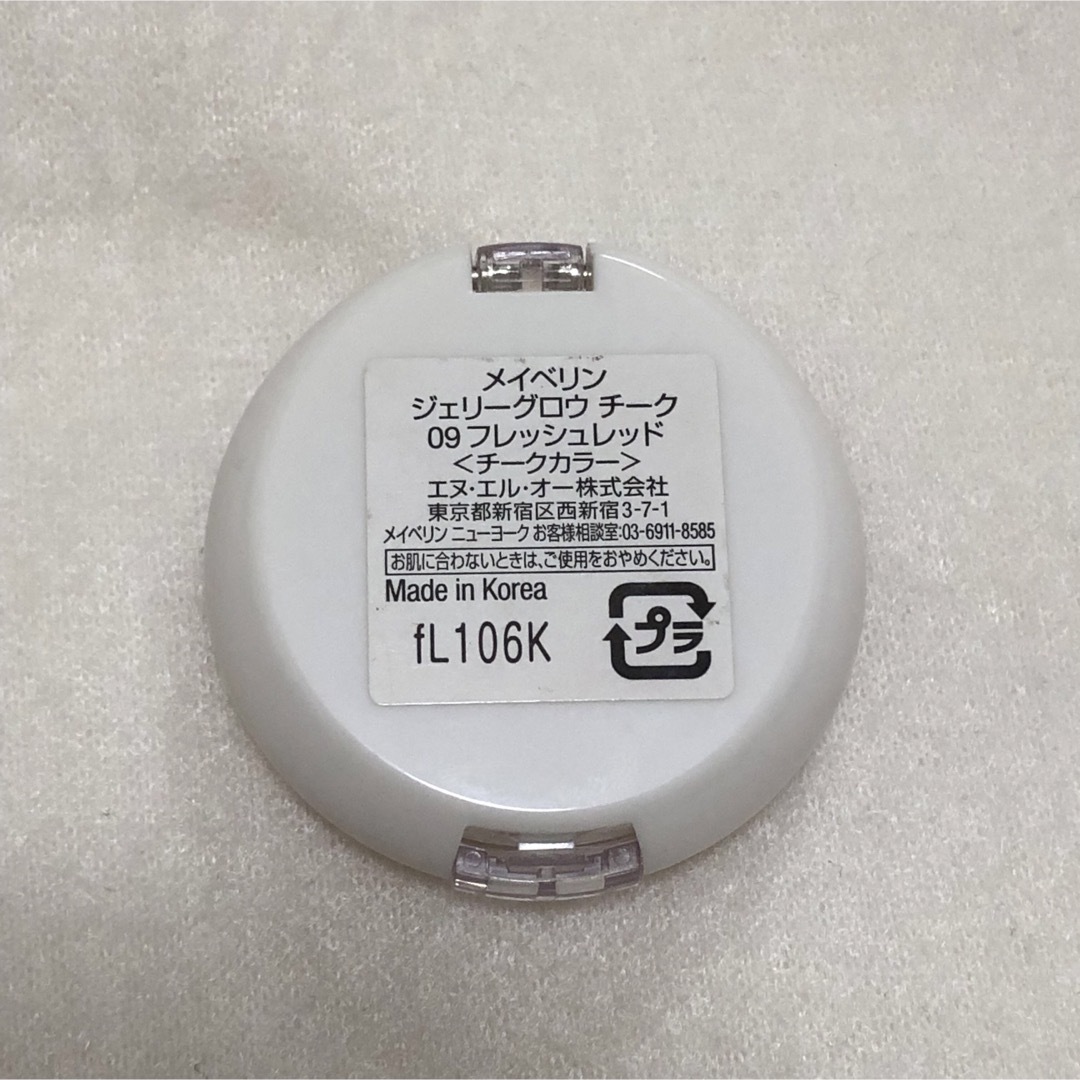 メイベリン
ジェリーグロウ チーク
09 フレッシュレッド
<チークカラー>
エヌ・エル・オー株式会社
東京都新宿区西新宿3-7-1
メイベリン ニューヨーク お客様相談室:03-6911-8585
お肌に合わないときは、ご使用をおやめください。
Made in Korea
fL106K
プラ